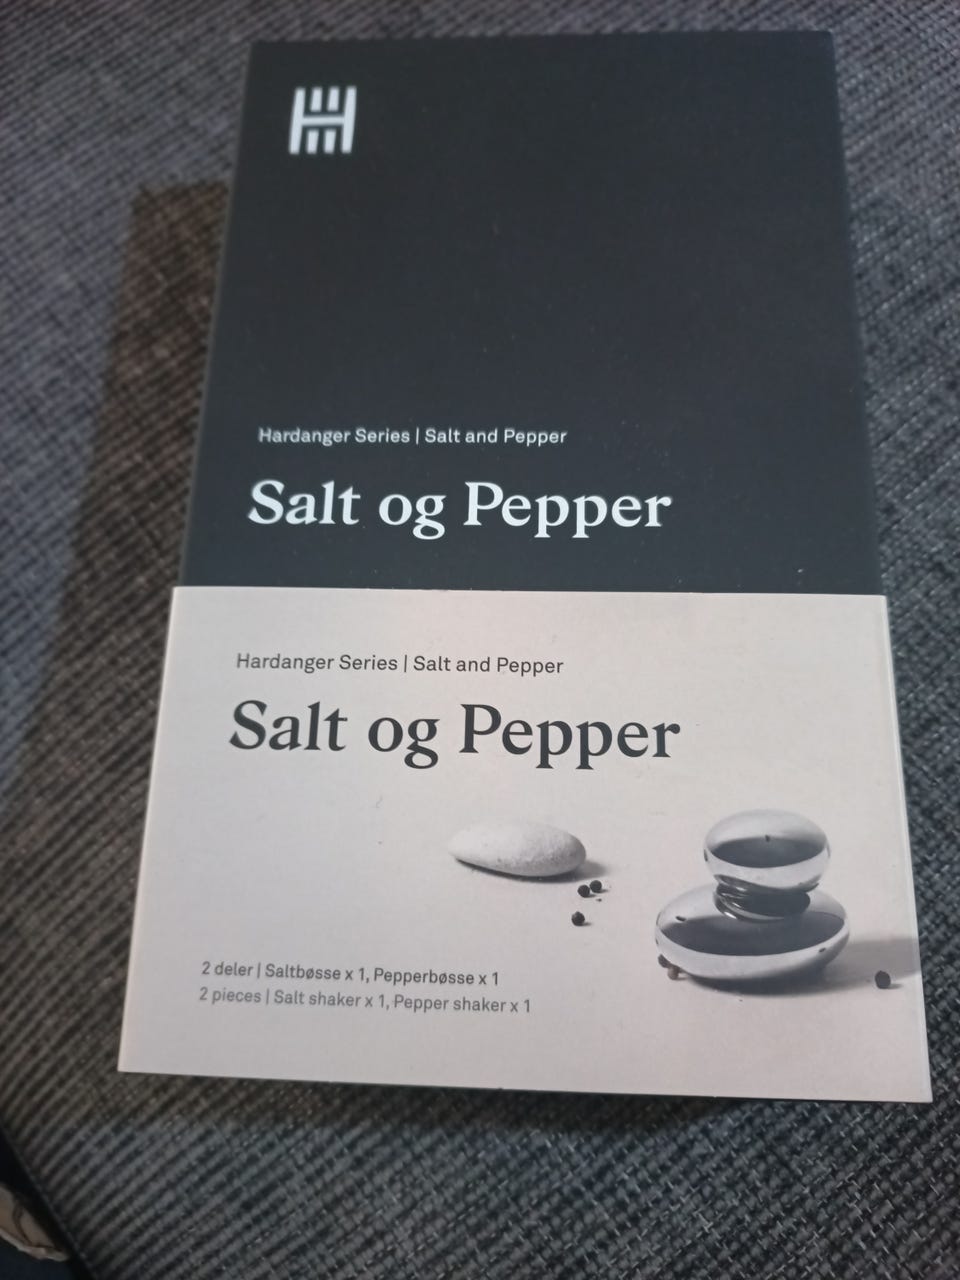 Hardanger Series | Salt and Pepper
Salt og Pepper
Hardanger Series | Salt and Pepper
Salt og Pepper
2 deler | Saltbøsse x 1, Pepperbøsse x 1
2 pieces | Salt shaker x 1, Pepper shaker x 1